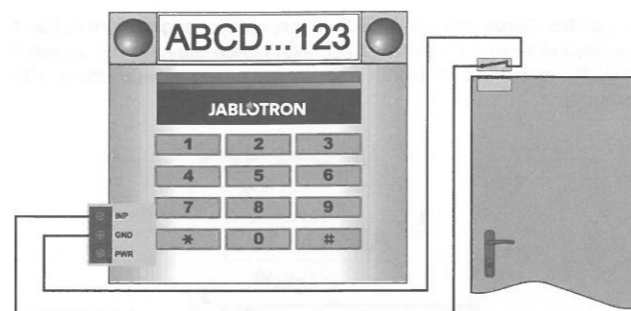 ABCD...123
JABLOTRON
1 2 3
4 5 6
7 8 9
* 0 #
INP
GND
PWR